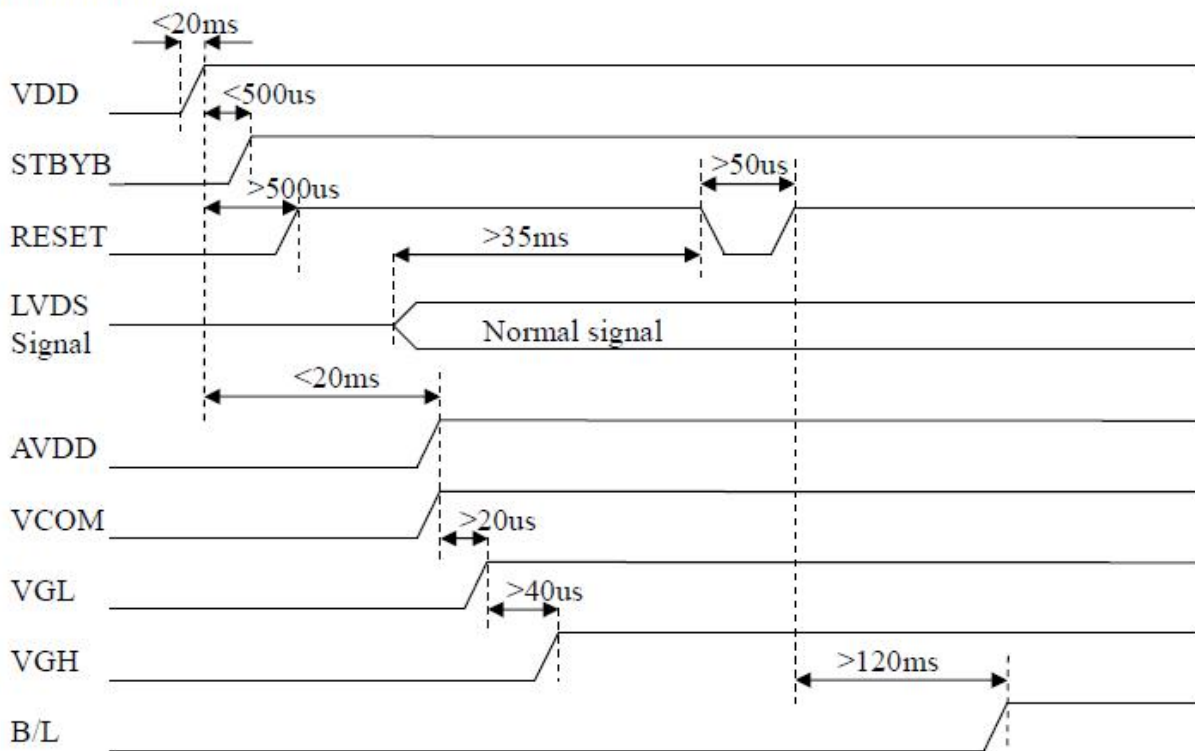 <20ms
VDD
<500us
STBYB
>500us
>50us
RESET
>35ms
LVDS
Signal
Normal signal
<20ms
AVDD
VCOM
>20us
VGL
>40us
VGH
>120ms
B/L